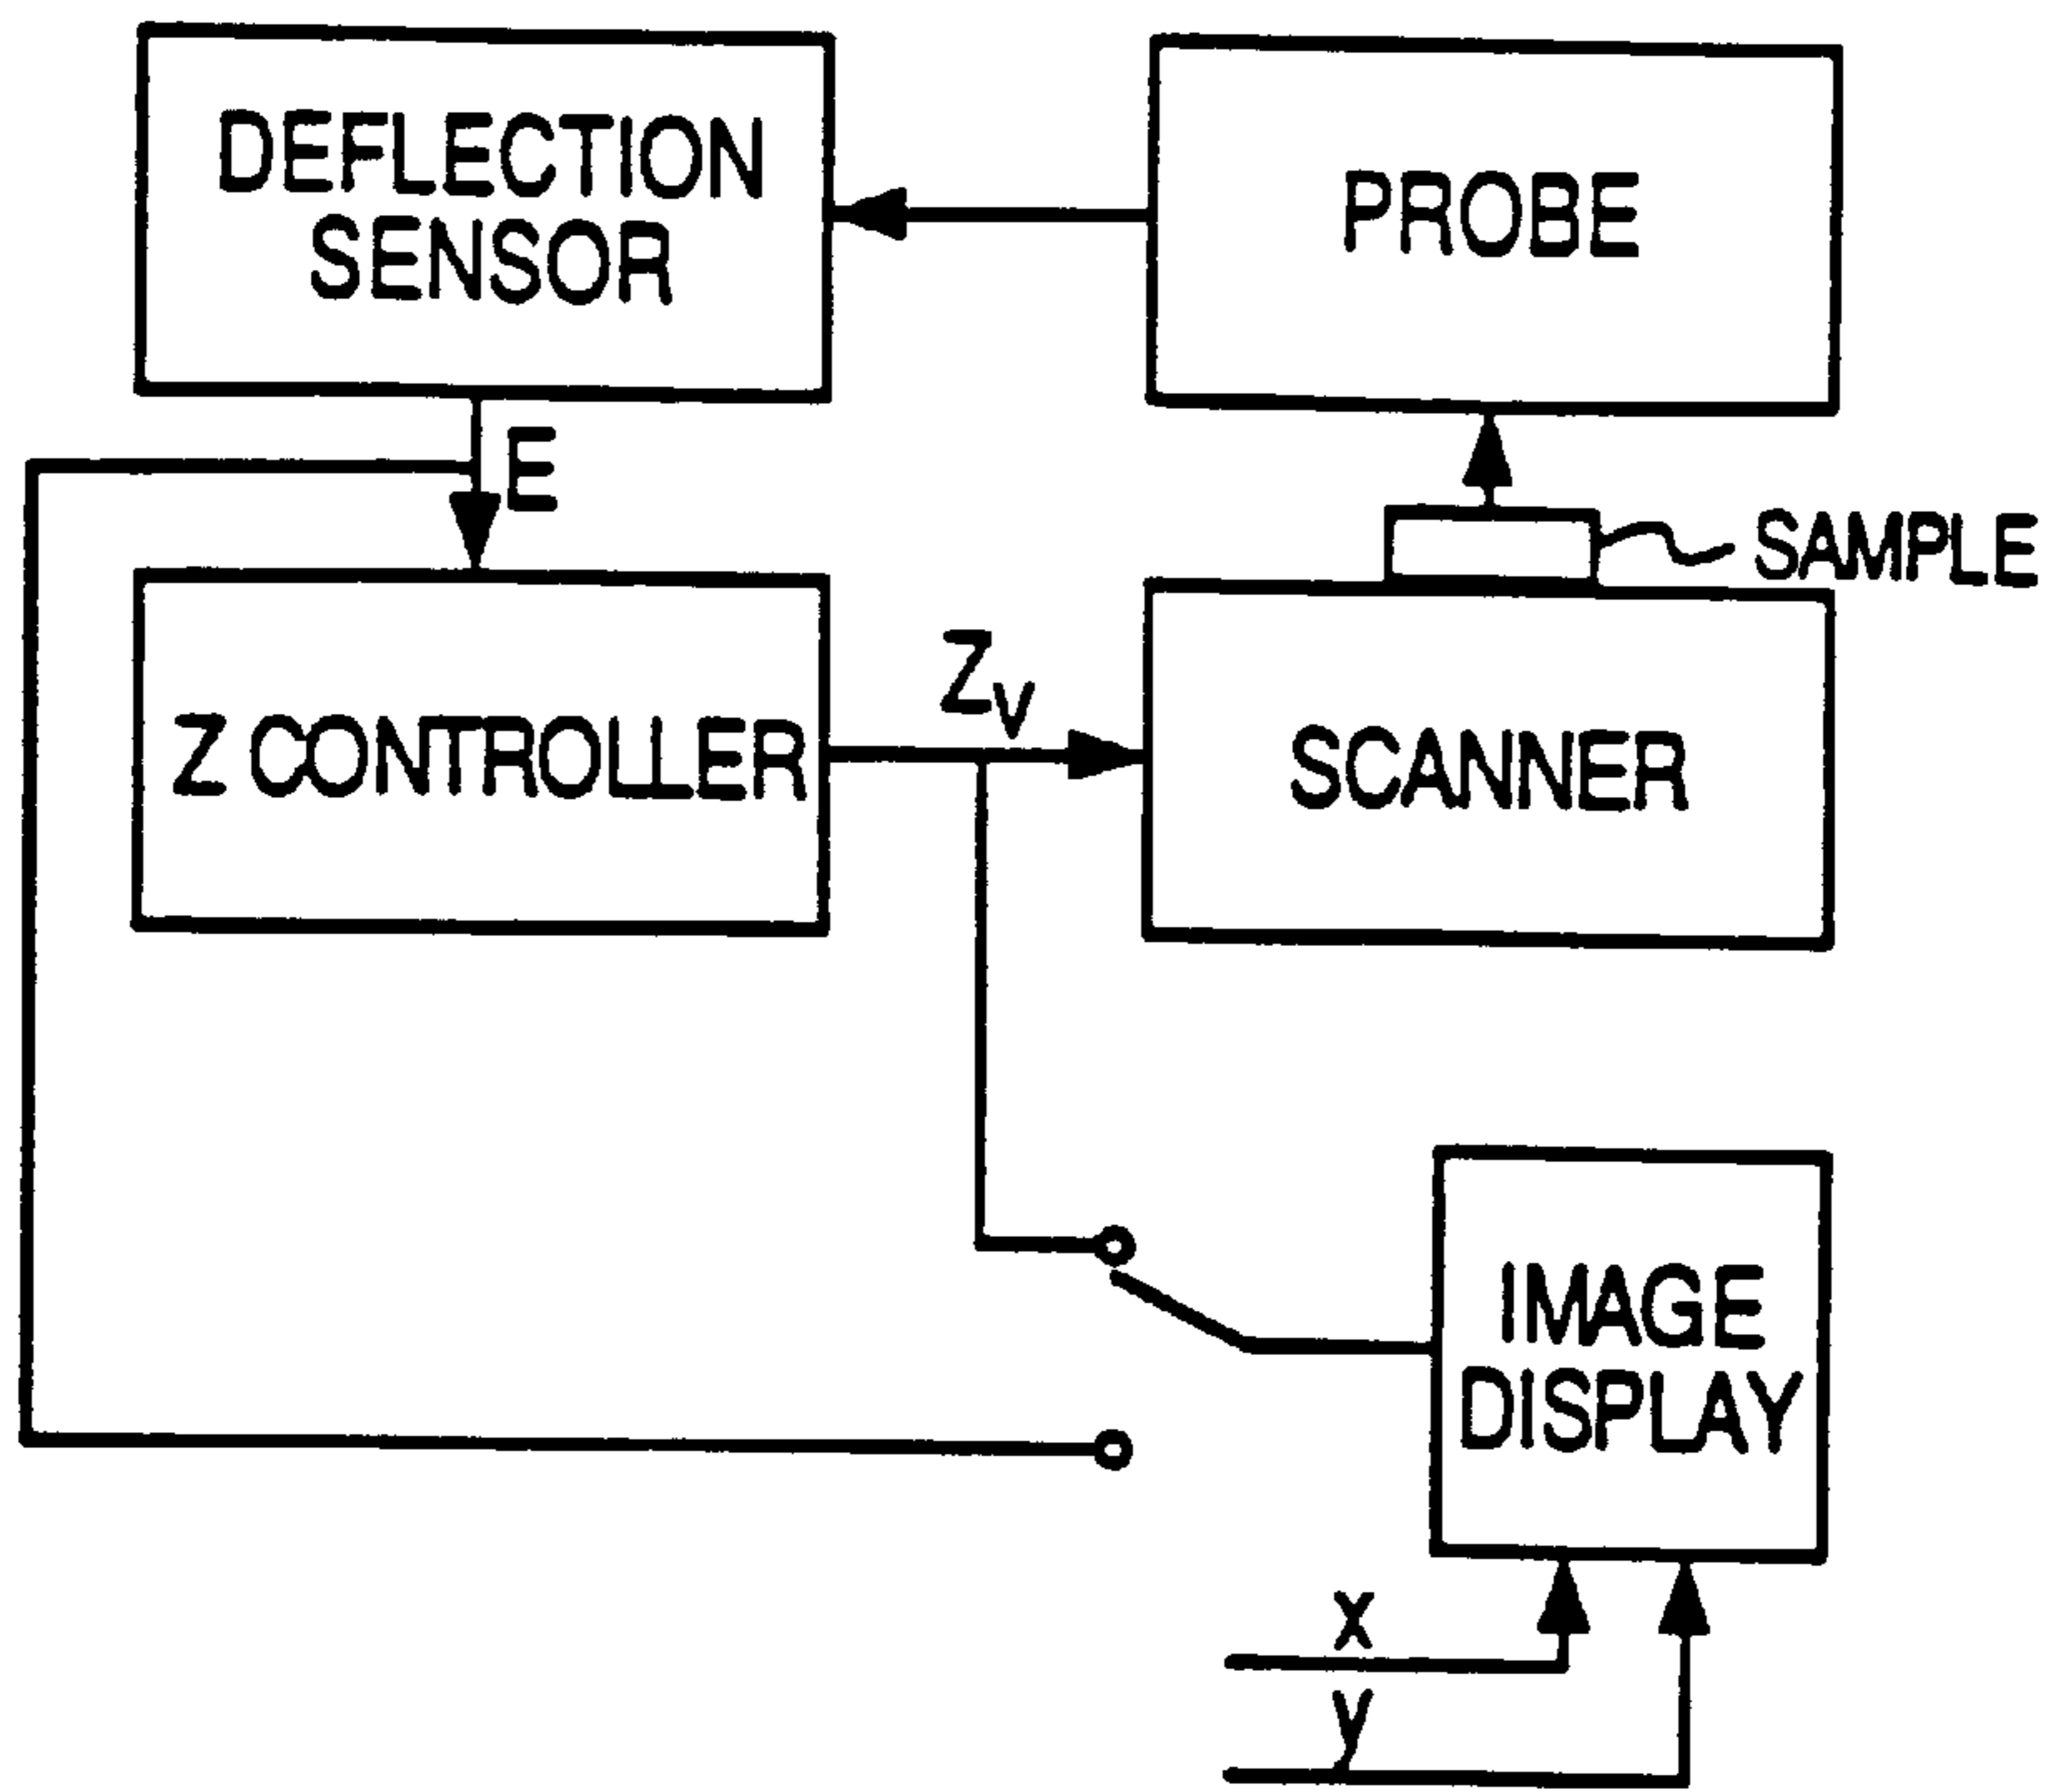 DEFLECTION
SENSOR
PROBE
E
SAMPLE
Z CONTROLLER
Zv
SCANNER
IMAGE
DISPLAY
x
y